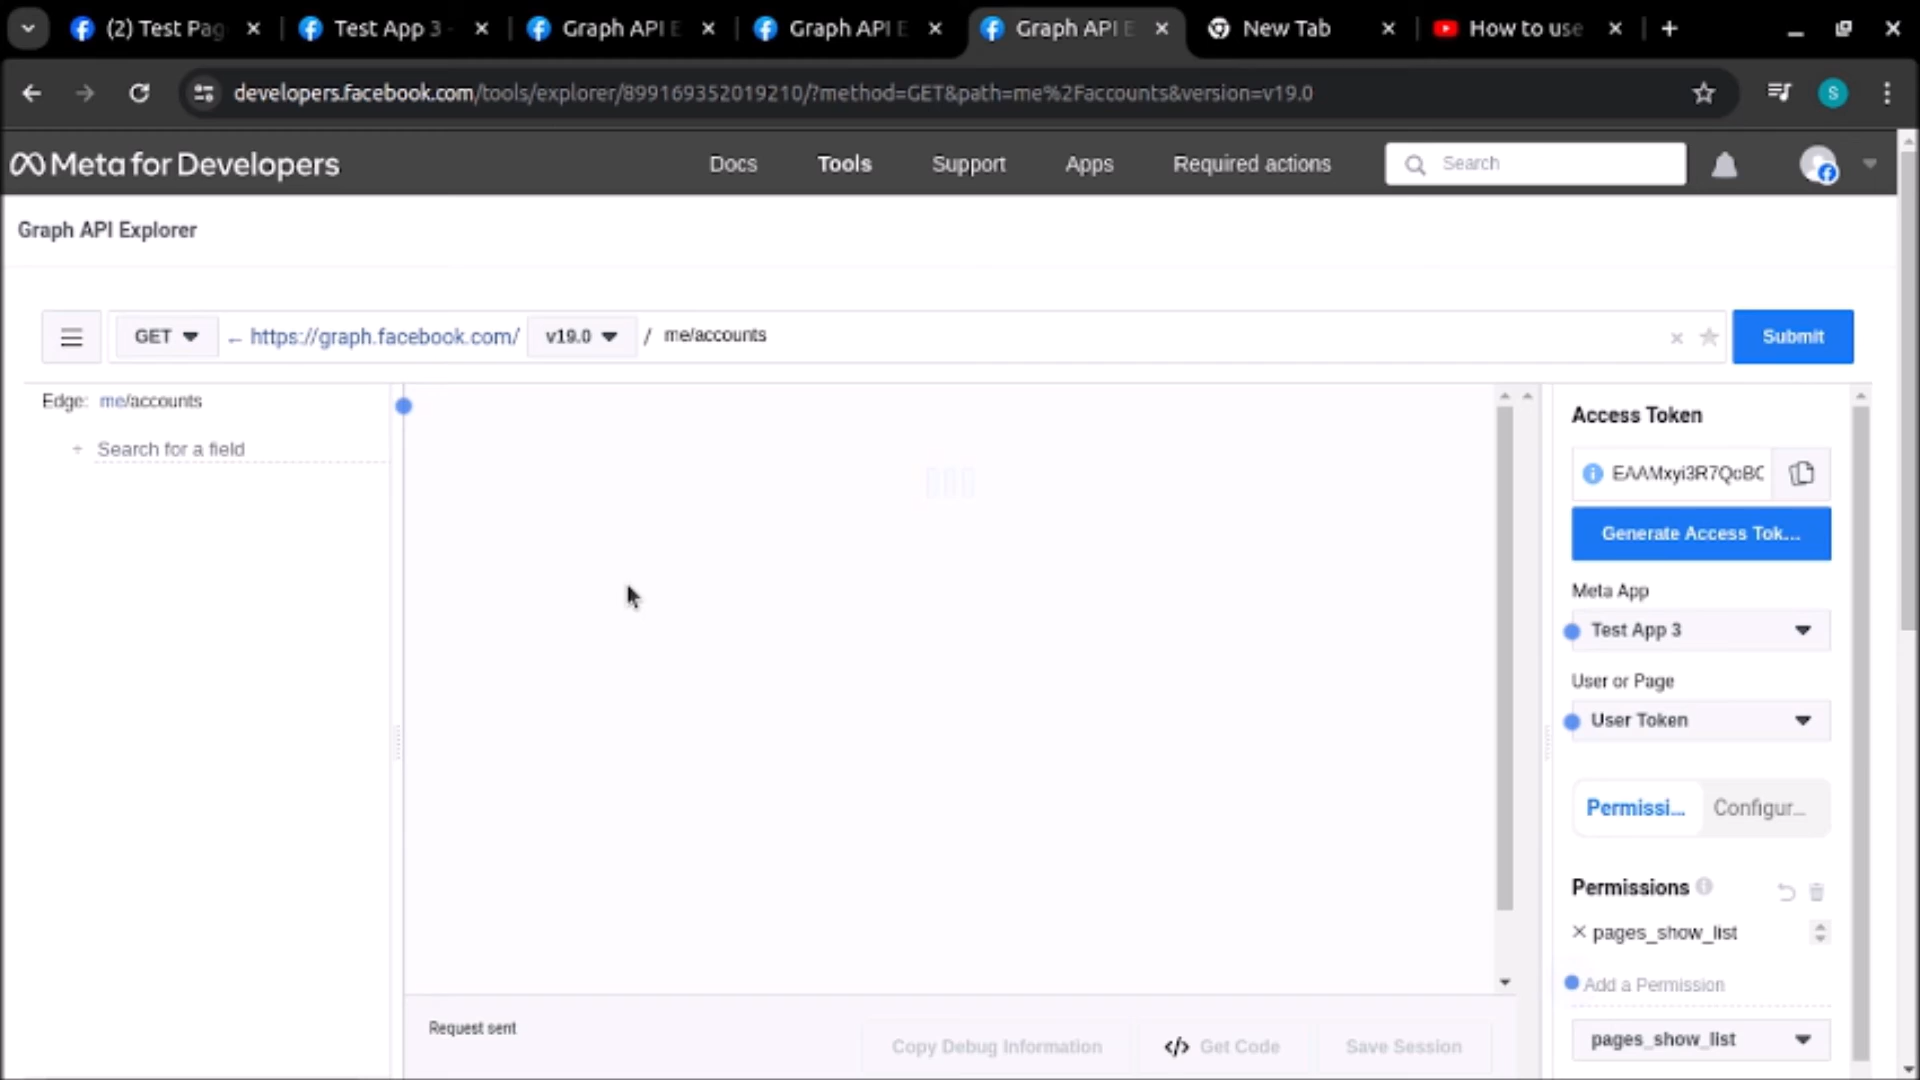 (2) Test Pag
Test App 3 -
Graph API E
Graph API E
Graph API E
New Tab
How to use
developers.facebook.com/tools/explorer/899169352019210/?method=GET&path=me%2Faccounts&version=v19.0
S
Meta for Developers
Docs
Tools
Support
Apps
Required actions
Search
Graph API Explorer
GET
← https://graph.facebook.com/
v19.0
/ me/accounts
Submit
Edge: me/accounts
+ Search for a field
Access Token
EAAMxyi3R7QoBO
Generate Access Tok...
Meta App
Test App 3
User or Page
User Token
Permissi...
Configur...
Permissions
× pages_show_list
Add a Permission
pages_show_list
Request sent
Copy Debug Information
</> Get Code
Save Session